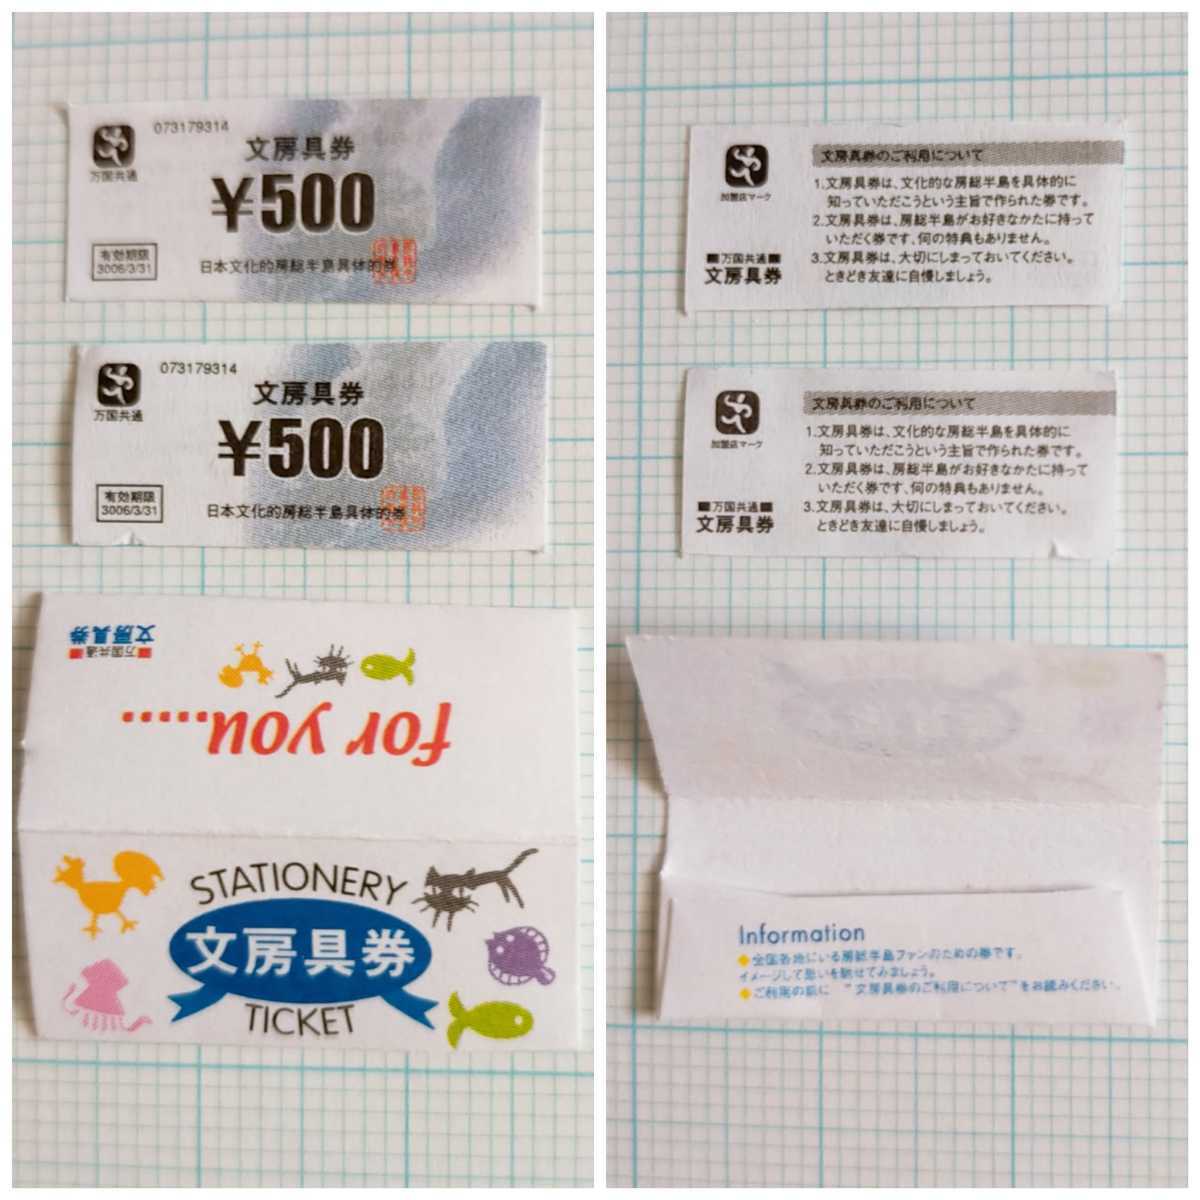 073179314
文房具券
万国共通
¥500
有効期限
3006/3/31
日本文化的房総半島具体的券
073179314
文房具券
万国共通
¥500
有効期限
3006/3/31
日本文化的房総半島具体的券
万国共通
文房具券
for you.....
STATIONERY
文房具券
TICKET
文房具券のご利用について
加盟店マーク
1.文房具券は、文化的な房総半島を具体的に
知っていただこうという主旨で作られた券です。
2.文房具券は、房総半島がお好きなかたに持って
いただく券です、何の特典もありません。
3.文房具券は、大切にしまっておいてください。
ときどき友達に自慢しましょう。
■万国共通■
文房具券
文房具券のご利用について
加盟店マーク
1.文房具券は、文化的な房総半島を具体的に
知っていただこうという主旨で作られた券です。
2.文房具券は、房総半島がお好きなかたに持って
いただく券です、何の特典もありません。
3.文房具券は、大切にしまっておいてください。
ときどき友達に自慢しましょう。
■万国共通■
文房具券
Information
◆全国各地にいる房総半島ファンのための券です。
イメージして思いを馳せてみましょう。
◆ご利用の前に "文房具券のご利用について"をお読みください。